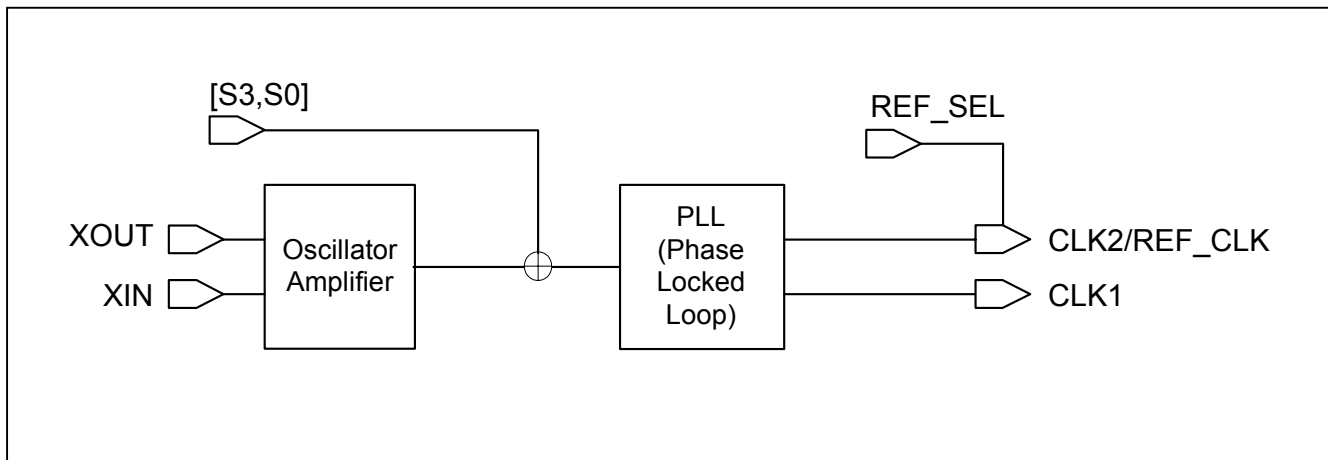 [S3,S0]
REF_SEL
XOUT
XIN
Oscillator
Amplifier
PLL
(Phase
Locked
Loop)
CLK2/REF_CLK
CLK1